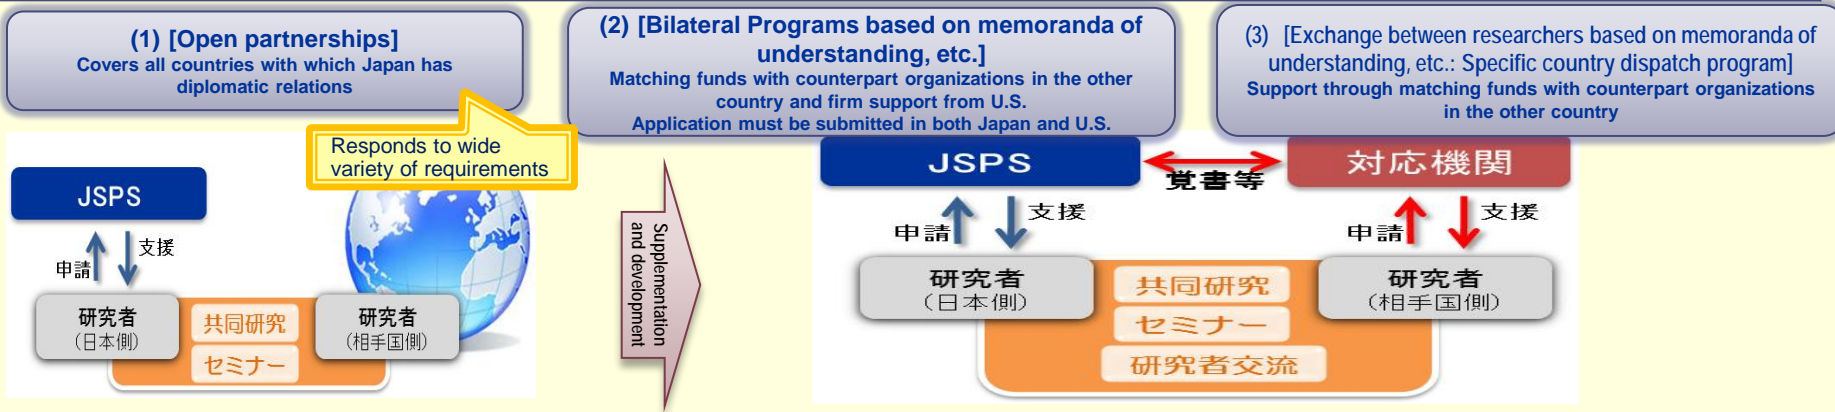 (1) [Open partnerships]
Covers all countries with which Japan has
diplomatic relations
(2) [Bilateral Programs based on memoranda of
understanding, etc.]
Matching funds with counterpart organizations in the other
country and firm support from U.S.
Application must be submitted in both Japan and U.S.
(3) [Exchange between researchers based on memoranda of
understanding, etc.: Specific country dispatch program]
Support through matching funds with counterpart organizations
in the other country
Responds to wide
variety of requirements
JSPS
申請
支援
研究者
(日本側)
共同研究
セミナー
研究者
(相手国側)
Supplementation
and development
JSPS
覚書等
対応機関
申請
支援
申請
支援
研究者
(日本側)
共同研究
セミナー
研究者交流
研究者
(相手国側)